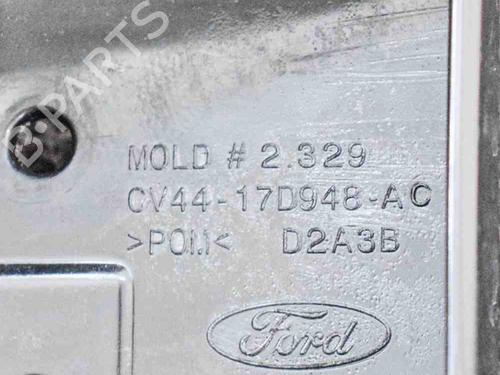 B-PARTS
MOLD # 2.329
CV44-17D948-AC
>POM< D2A3B
Ford